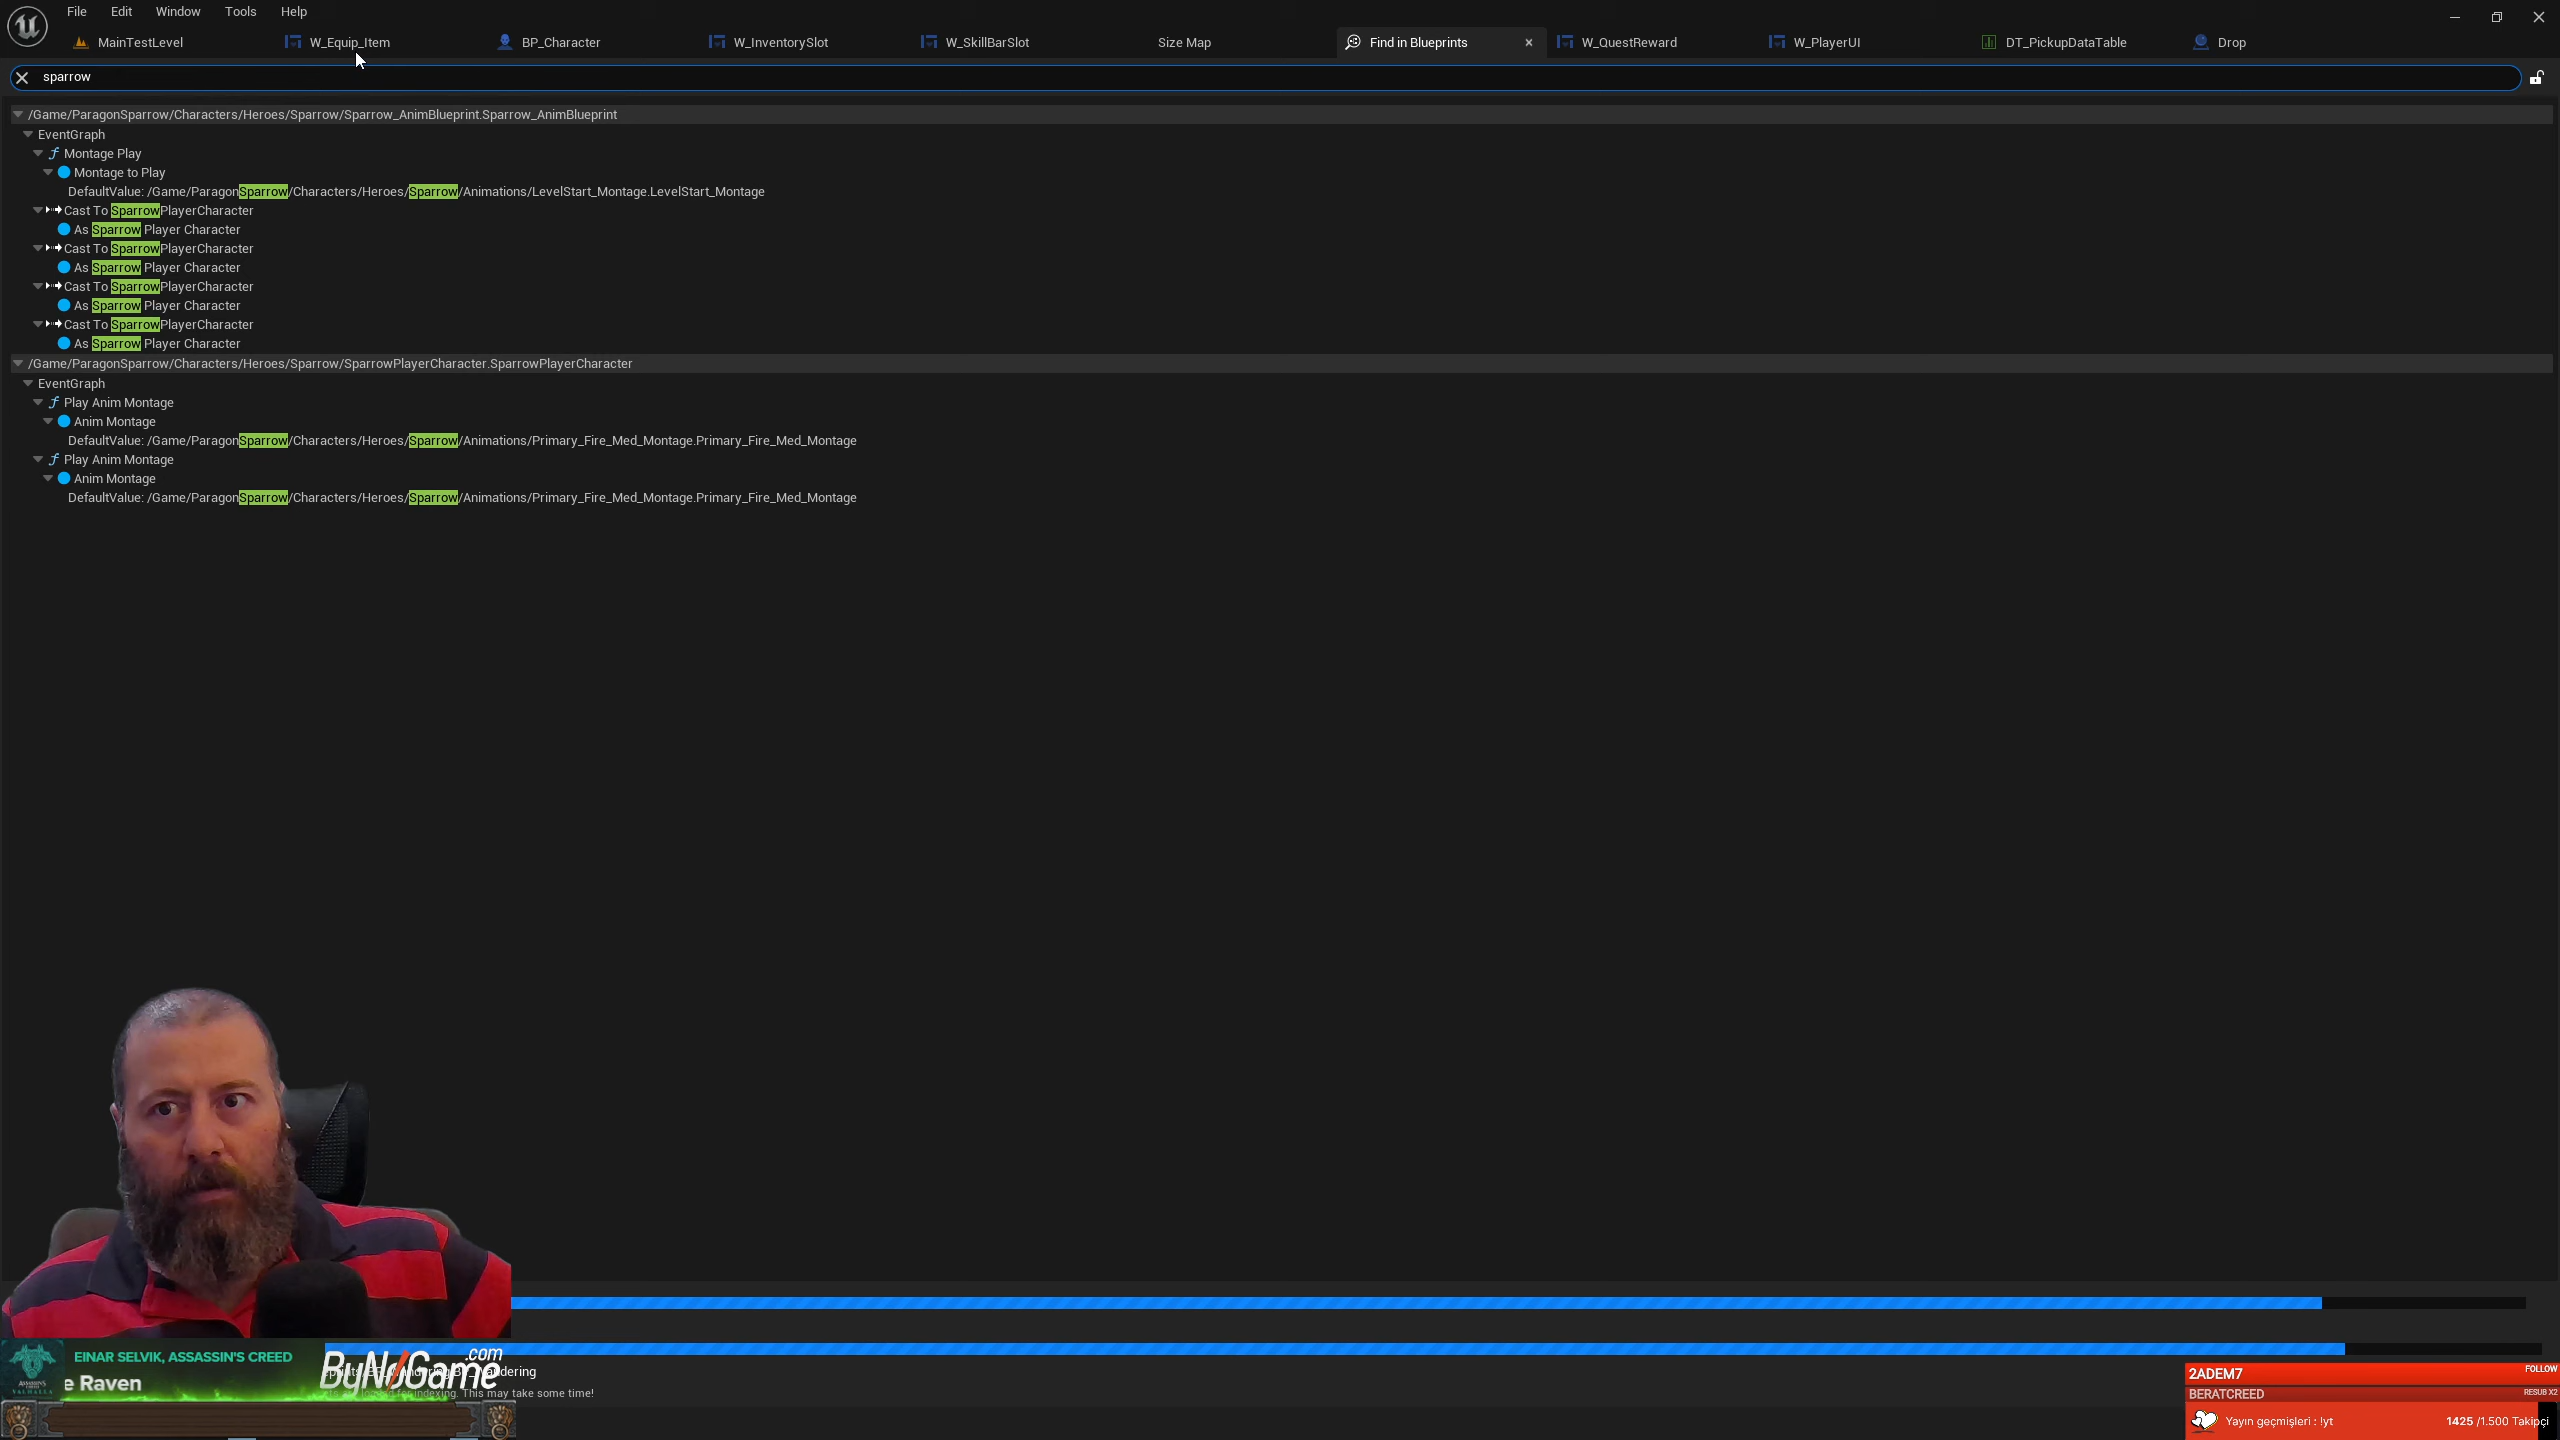 File Edit Window Tools Help
MainTestLevel W_Equip_Item BP_Character W_InventorySlot W_SkillBarSlot Size Map Find in Blueprints W_QuestReward W_PlayerUI DT_PickupDataTable Drop
sparrow
/Game/ParagonSparrow/Characters/Heroes/Sparrow/Sparrow_AnimBlueprint.Sparrow_AnimBlueprint
EventGraph
Montage Play
Montage to Play
DefaultValue: /Game/ParagonSparrow/Characters/Heroes/Sparrow/Animations/LevelStart_Montage.LevelStart_Montage
Cast To SparrowPlayerCharacter
As Sparrow Player Character
Cast To SparrowPlayerCharacter
As Sparrow Player Character
Cast To SparrowPlayerCharacter
As Sparrow Player Character
Cast To SparrowPlayerCharacter
As Sparrow Player Character
/Game/ParagonSparrow/Characters/Heroes/Sparrow/SparrowPlayerCharacter.SparrowPlayerCharacter
EventGraph
Play Anim Montage
Anim Montage
DefaultValue: /Game/ParagonSparrow/Characters/Heroes/Sparrow/Animations/Primary_Fire_Med_Montage.Primary_Fire_Med_Montage
Play Anim Montage
Anim Montage
DefaultValue: /Game/ParagonSparrow/Characters/Heroes/Sparrow/Animations/Primary_Fire_Med_Montage.Primary_Fire_Med_Montage
EINAR SELVIK, ASSASSIN'S CREED
e Raven
ByNoGame.com
for indexing. This may take some time!
2ADEM7 FOLLOW
BERATCREED RESUB X2
Yayın geçmişleri : !yt 1425 /1.500 Takipçi